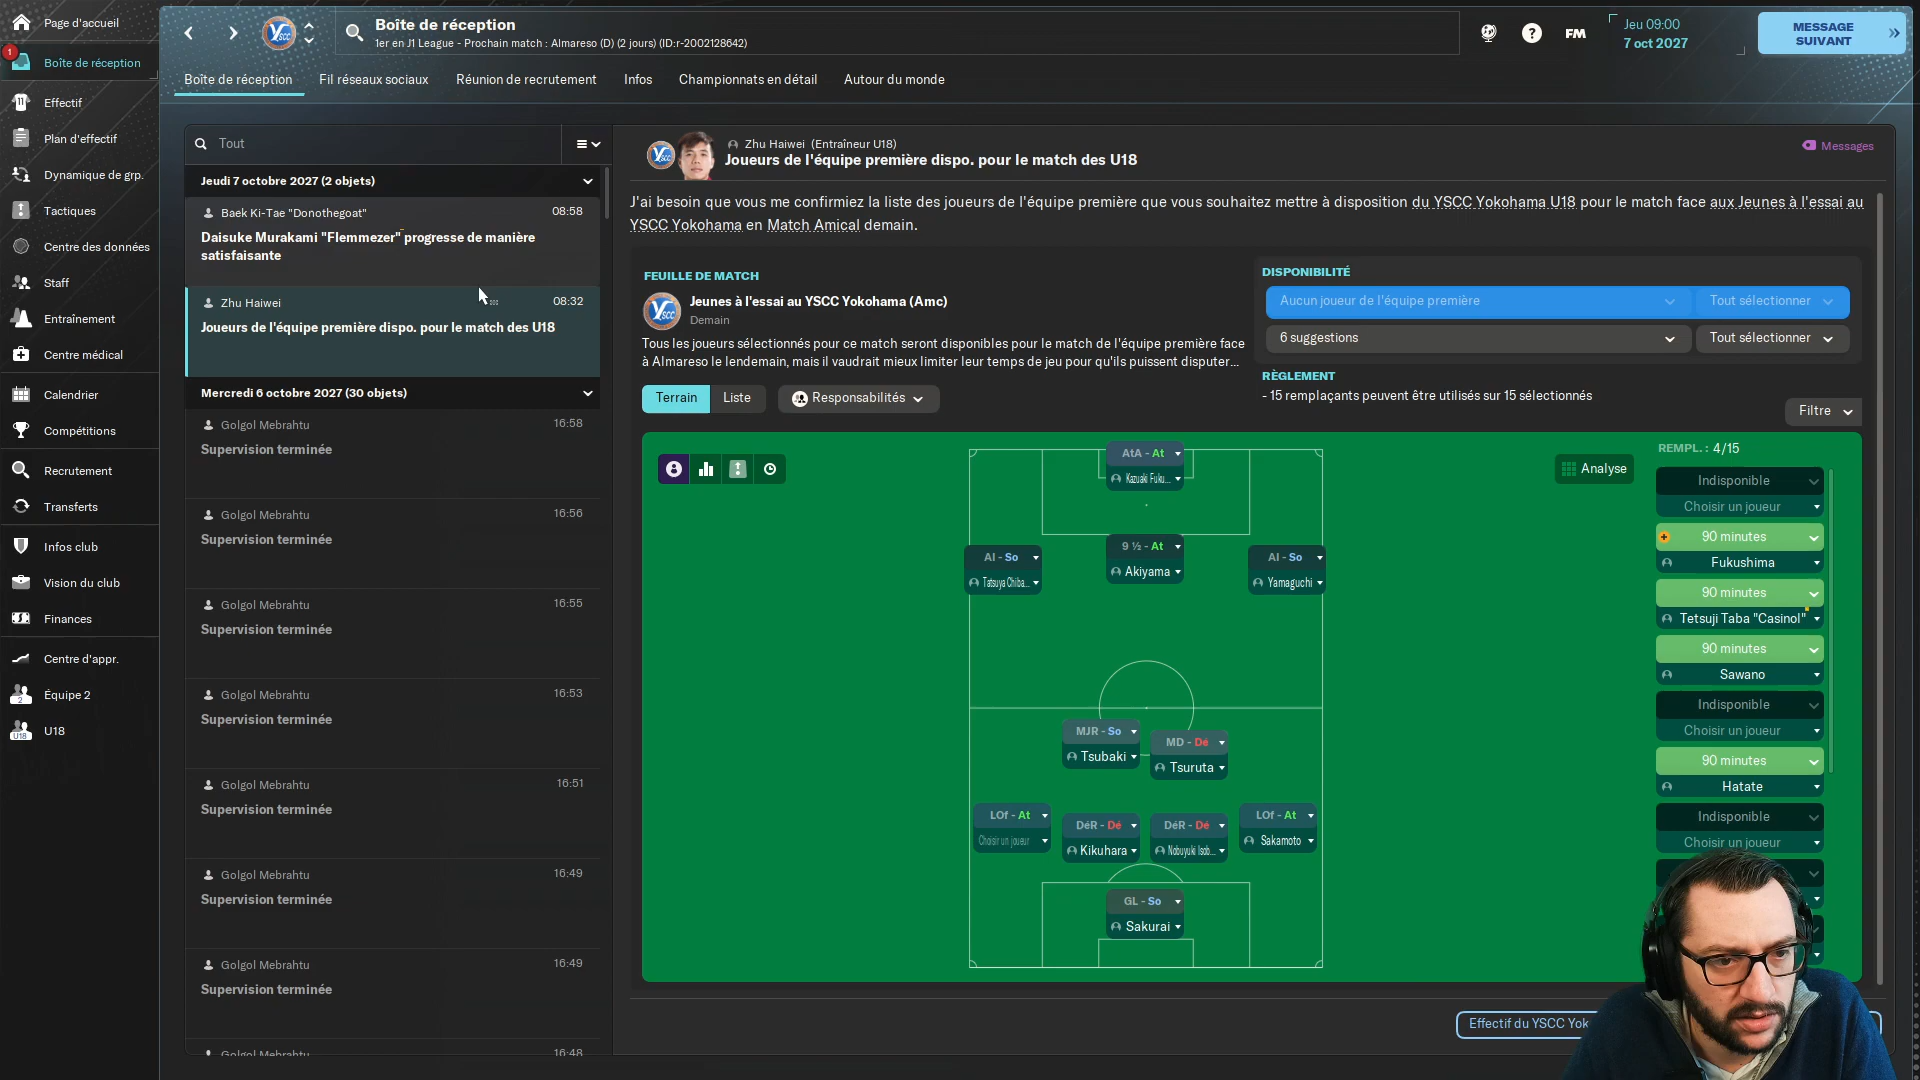 Page d'accueil
1
Boîte de réception
Effectif
Plan d'effectif
Dynamique de grp.
Tactiques
Centre des données
Staff
Entraînement
Centre médical
Calendrier
Compétitions
Recrutement
Transferts
Infos club
Vision du club
Finances
Centre d'appr.
Équipe 2
U18
Boîte de réception
1er en J1 League - Prochain match : Almareso (D) (2 jours) (ID:r-2002128642)
FM
Jeu 09:00
7 oct 2027
MESSAGE
SUIVANT
Boîte de réception
Fil réseaux sociaux
Réunion de recrutement
Infos
Championnats en détail
Autour du monde
Tout
Jeudi 7 octobre 2027 (2 objets)
Baek Ki-Tae "Donothegoat" 08:58
Daisuke Murakami "Flemmezer" progresse de manière
satisfaisante
Zhu Haiwei 08:32
Joueurs de l'équipe première dispo. pour le match des U18
Mercredi 6 octobre 2027 (30 objets)
Golgol Mebrahtu 16:58
Supervision terminée
Golgol Mebrahtu 16:56
Supervision terminée
Golgol Mebrahtu 16:55
Supervision terminée
Golgol Mebrahtu 16:53
Supervision terminée
Golgol Mebrahtu 16:51
Supervision terminée
Golgol Mebrahtu 16:49
Supervision terminée
Golgol Mebrahtu 16:49
Supervision terminée
Golgol Mebrahtu 16:48
Zhu Haiwei (Entraîneur U18)
Joueurs de l'équipe première dispo. pour le match des U18
Messages
J'ai besoin que vous me confirmiez la liste des joueurs de l'équipe première que vous souhaitez mettre à disposition du YSCC Yokohama U18 pour le match face aux Jeunes à l'essai au
YSCC Yokohama en Match Amical demain.
FEUILLE DE MATCH
Jeunes à l'essai au YSCC Yokohama (Amc)
Demain
Tous les joueurs sélectionnés pour ce match seront disponibles pour le match de l'équipe première face
à Almareso le lendemain, mais il vaudrait mieux limiter leur temps de jeu pour qu'ils puissent disputer...
DISPONIBILITÉ
Aucun joueur de l'équipe première Tout sélectionner
6 suggestions Tout sélectionner
RÈGLEMENT
- 15 remplaçants peuvent être utilisés sur 15 sélectionnés
Terrain Liste Responsabilités
Filtre
Analyse
AtA - At
Kazuaki Fuku...
9 ½ - At
Akiyama
AI - So
Tatsuya Chiba...
AI - So
Yamaguchi
MJR - So
Tsubaki
MD - Dé
Tsuruta
LOf - At
Choisir un joueur
DéR - Dé
Kikuhara
DéR - Dé
Nobuyuki Isob...
LOf - At
Sakamoto
GL - So
Sakurai
REMPL. : 4/15
Indisponible
Choisir un joueur
90 minutes
Fukushima
90 minutes
Tetsuji Taba "Casinol"
90 minutes
Sawano
Indisponible
Choisir un joueur
90 minutes
Hatate
Indisponible
Choisir un joueur
Effectif du YSCC Yok